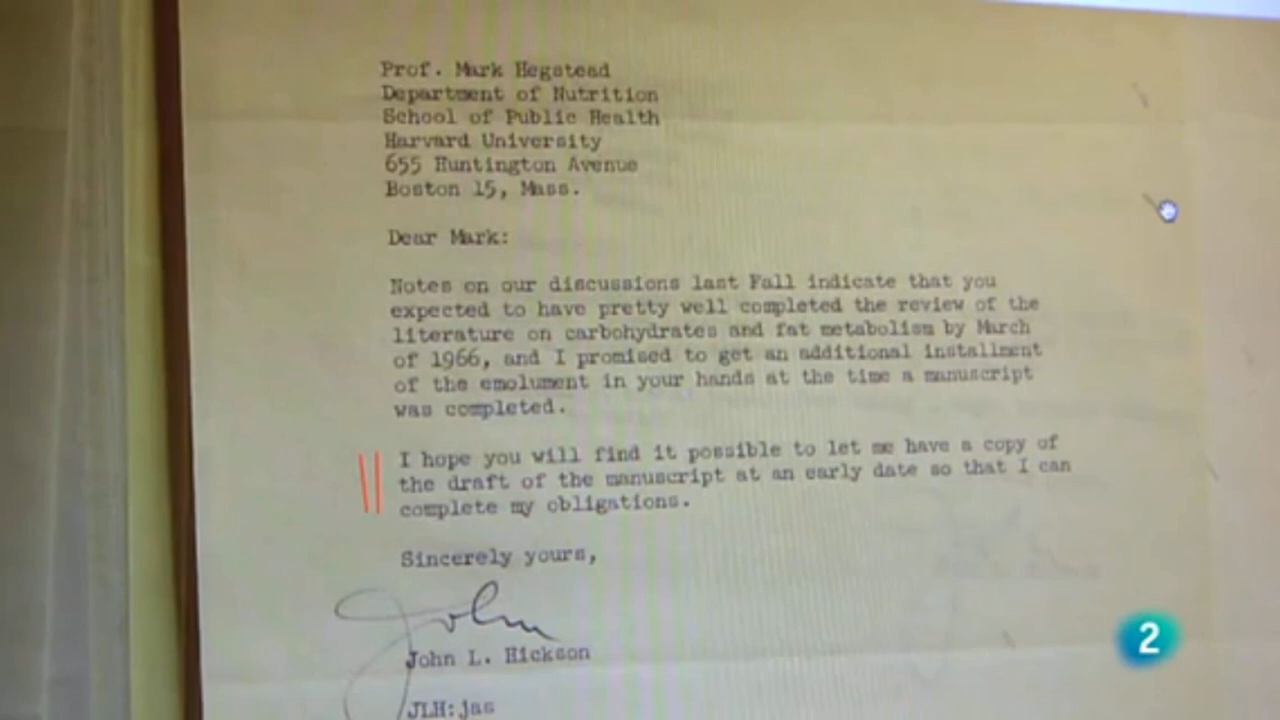 Prof. Mark Hegstead
Department of Nutrition
School of Public Health
Harvard University
655 Huntington Avenue
Boston 15, Mass.
Dear Mark:
Notes on our discussions last Fall indicate that you
expected to have pretty well completed the review of the
literature on carbohydrates and fat metabolism by March
of 1966, and I promised to get an additional installment
of the emolument in your hands at the time a manuscript
was completed.
I hope you will find it possible to let me have a copy of
the draft of the manuscript at an early date so that I can
complete my obligations.
Sincerely yours,
John
John L. Hickson
JLH:jas
2